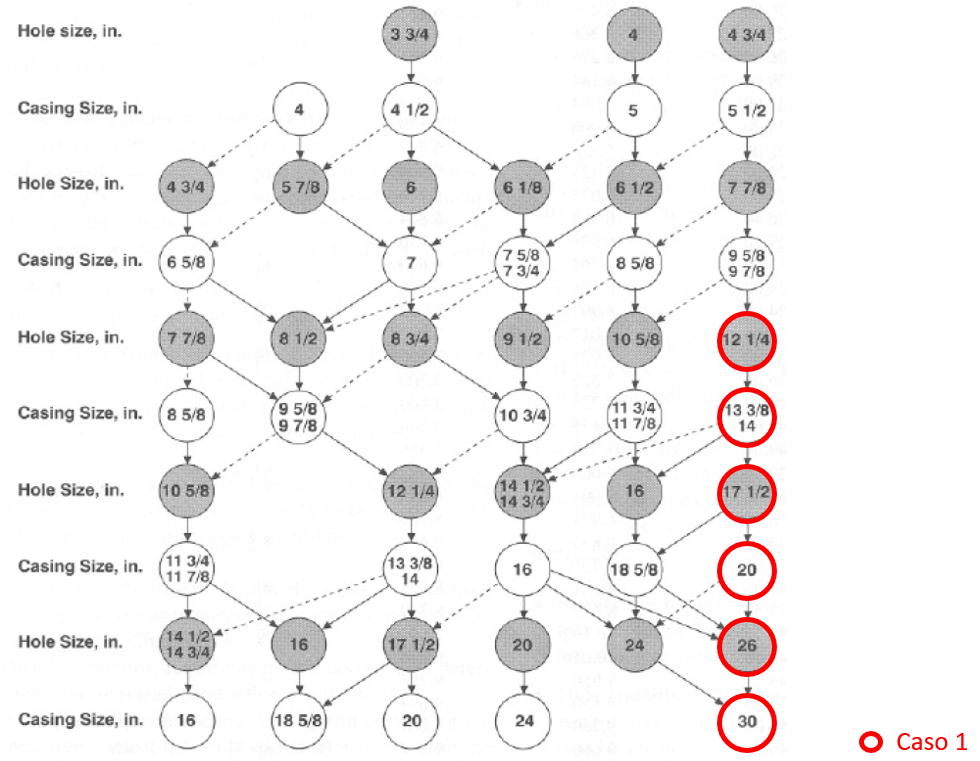 Hole size, in. 3 3/4 4 4 3/4
Casing Size, in. 4 4 1/2 5 5 1/2
Hole Size, in. 4 3/4 5 7/8 6 6 1/8 6 1/2 7 7/8
Casing Size, in. 6 5/8 7 7 5/8 8 5/8 9 5/8
7 3/4 9 7/8
Hole Size, in. 7 7/8 8 1/2 8 3/4 9 1/2 10 5/8 12 1/4
Casing Size, in. 8 5/8 9 5/8 10 3/4 11 3/4 13 3/8
9 7/8 11 7/8 14
Hole Size, in. 10 5/8 12 1/4 14 1/2 16 17 1/2
14 3/4
Casing Size, in. 11 3/4 13 3/8 16 18 5/8 20
11 7/8 14
Hole Size, in. 14 1/2 16 17 1/2 20 24 26
14 3/4
Casing Size, in. 16 18 5/8 20 24 30
Caso 1